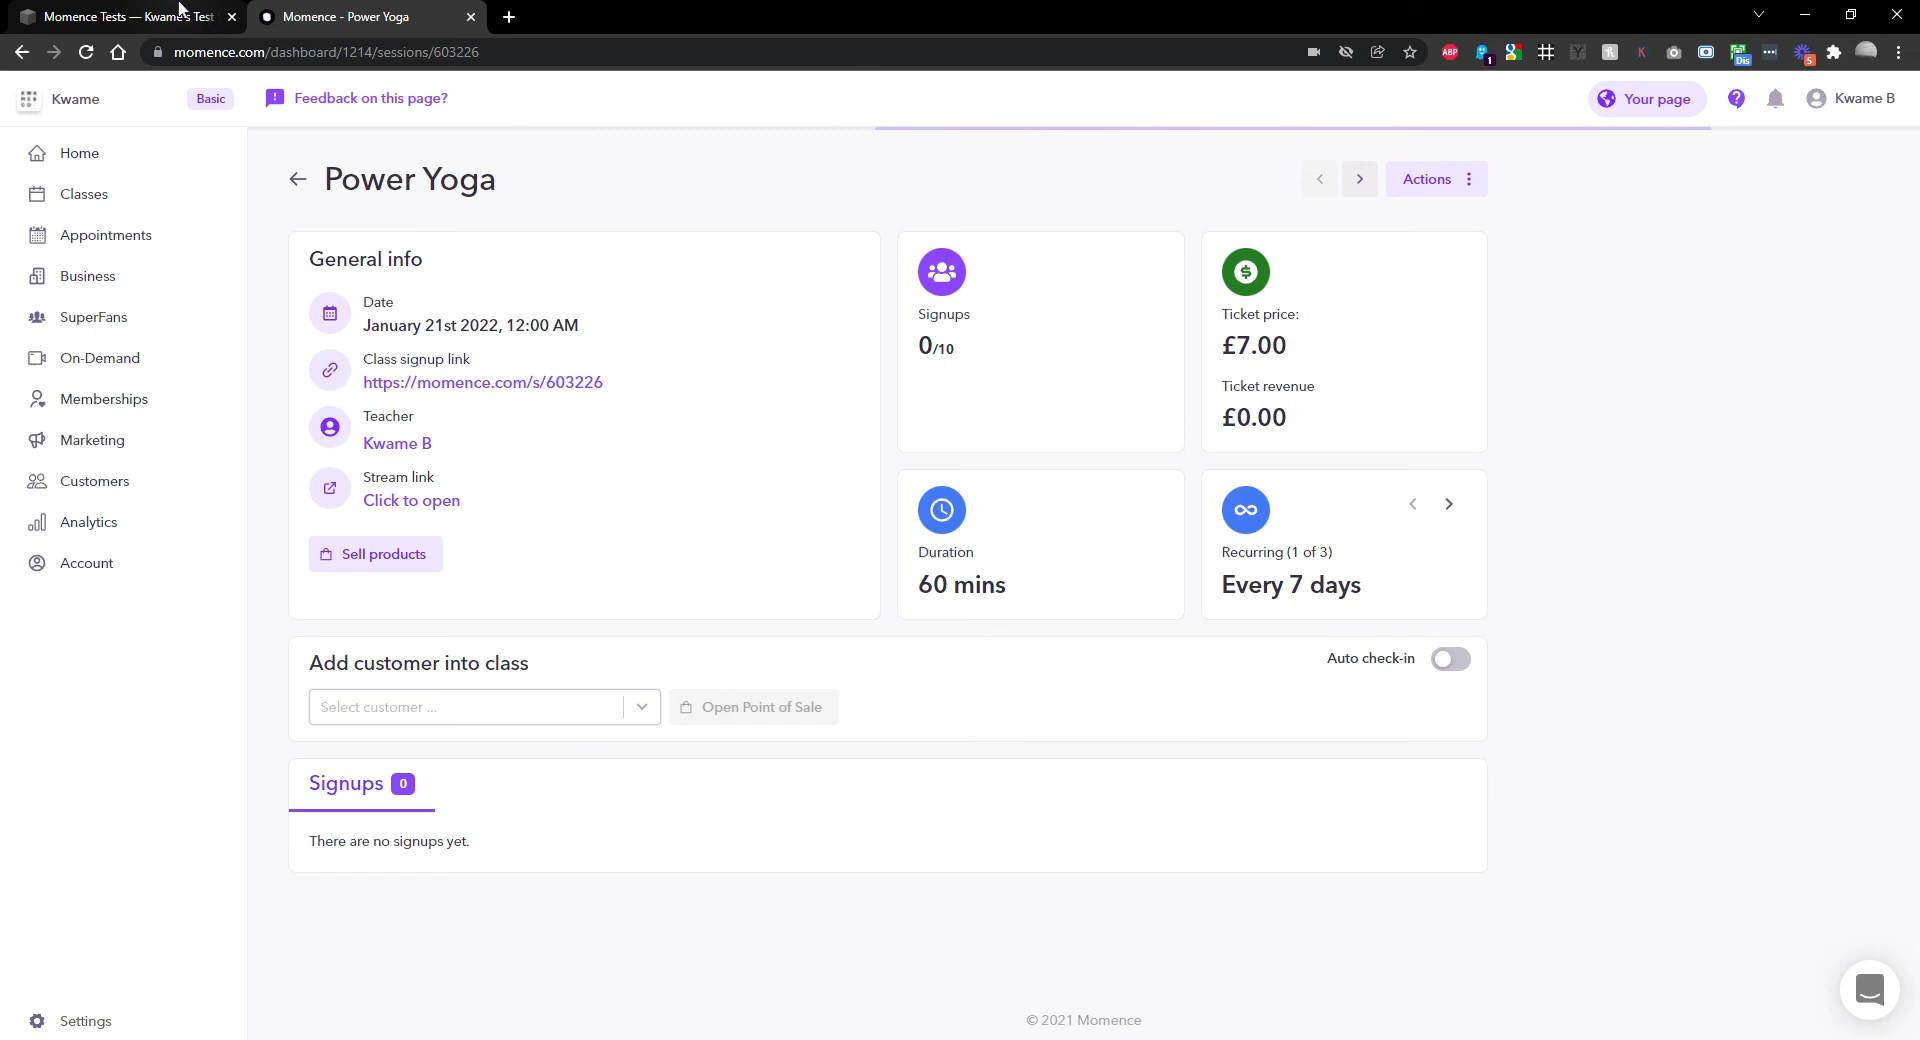 Momence Tests — Kwame's Test
Momence - Power Yoga
momence.com/dashboard/1214/sessions/603226
ABP
1
Dis
5
Kwame
Basic
Feedback on this page?
Your page
Kwame B
Home
Classes
Appointments
Business
SuperFans
On-Demand
Memberships
Marketing
Customers
Analytics
Account
Settings
Power Yoga
Actions
General info
Date
January 21st 2022, 12:00 AM
Class signup link
https://momence.com/s/603226
Teacher
Kwame B
Stream link
Click to open
Sell products
Signups
0/10
Ticket price:
£7.00
Ticket revenue
£0.00
Duration
60 mins
Recurring (1 of 3)
Every 7 days
Add customer into class
Auto check-in
Select customer ...
Open Point of Sale
Signups 0
There are no signups yet.
© 2021 Momence